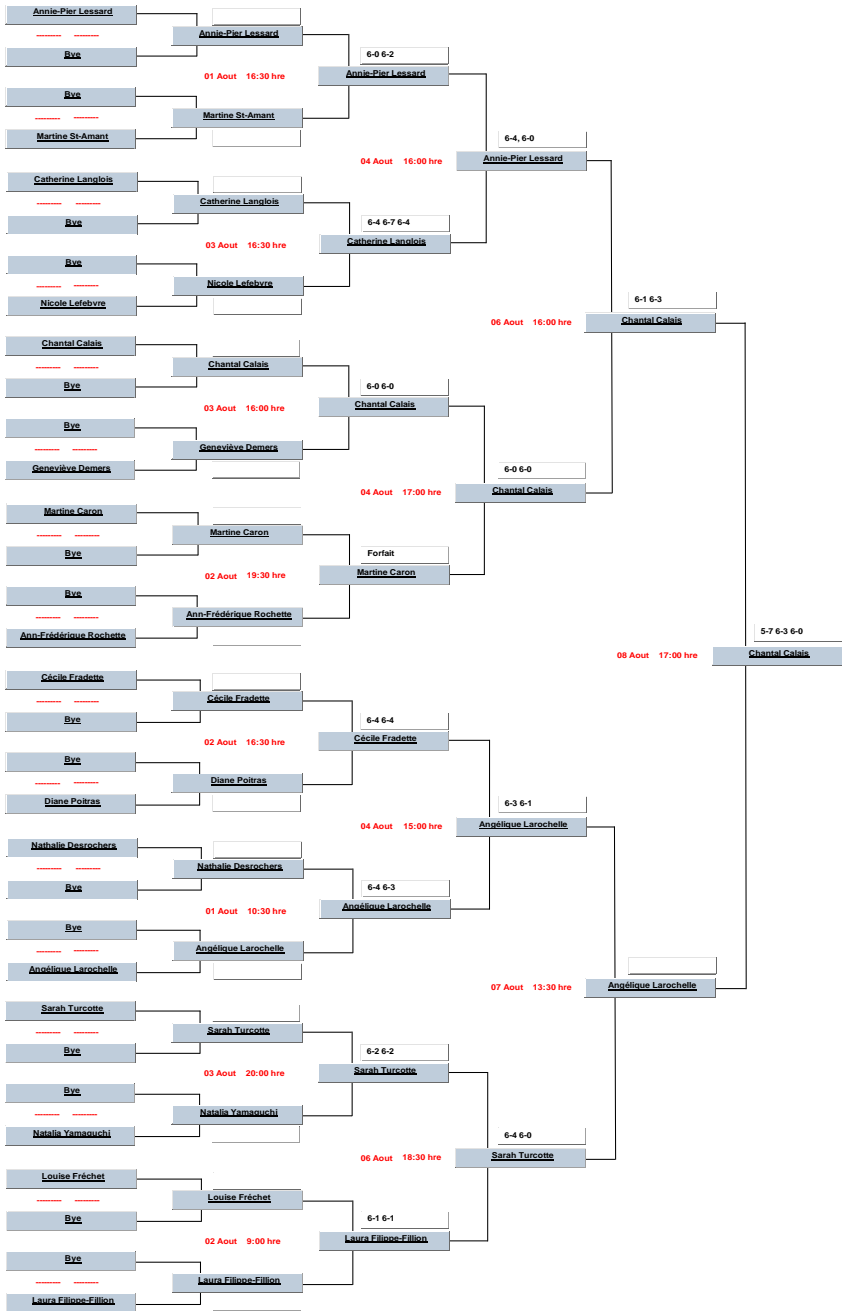 Annie-Pier Lessard
--------- ---------
Annie-Pier Lessard
Bye
6-0 6-2
01 Aout 16:30 hre
Annie-Pier Lessard
Bye
--------- ---------
Martine St-Amant
Martine St-Amant
6-4, 6-0
04 Aout 16:00 hre
Annie-Pier Lessard
Catherine Langlois
--------- ---------
Catherine Langlois
Bye
6-4 6-7 6-4
03 Aout 16:30 hre
Catherine Langlois
Bye
--------- ---------
Nicole Lefebvre
Nicole Lefebvre
6-1 6-3
06 Aout 16:00 hre
Chantal Calais
Chantal Calais
--------- ---------
Chantal Calais
Bye
6-0 6-0
03 Aout 16:00 hre
Chantal Calais
Bye
--------- ---------
Geneviève Demers
Geneviève Demers
6-0 6-0
04 Aout 17:00 hre
Chantal Calais
Martine Caron
--------- ---------
Martine Caron
Bye
Forfait
02 Aout 19:30 hre
Martine Caron
Bye
--------- ---------
Ann-Frédérique Rochette
Ann-Frédérique Rochette
5-7 6-3 6-0
08 Aout 17:00 hre
Chantal Calais
Cécile Fradette
--------- ---------
Cécile Fradette
Bye
6-4 6-4
02 Aout 16:30 hre
Cécile Fradette
Bye
--------- ---------
Diane Poitras
Diane Poitras
6-3 6-1
04 Aout 15:00 hre
Angélique Larochelle
Nathalie Desrochers
--------- ---------
Nathalie Desrochers
Bye
6-4 6-3
01 Aout 10:30 hre
Angélique Larochelle
Bye
--------- ---------
Angélique Larochelle
Angélique Larochelle
07 Aout 13:30 hre
Angélique Larochelle
Sarah Turcotte
--------- ---------
Sarah Turcotte
Bye
6-2 6-2
03 Aout 20:00 hre
Sarah Turcotte
Bye
--------- ---------
Natalia Yamaguchi
Natalia Yamaguchi
6-4 6-0
06 Aout 18:30 hre
Sarah Turcotte
Louise Fréchet
--------- ---------
Louise Fréchet
Bye
6-1 6-1
02 Aout 9:00 hre
Laura Filippe-Fillion
Bye
--------- ---------
Laura Filippe-Fillion
Laura Filippe-Fillion